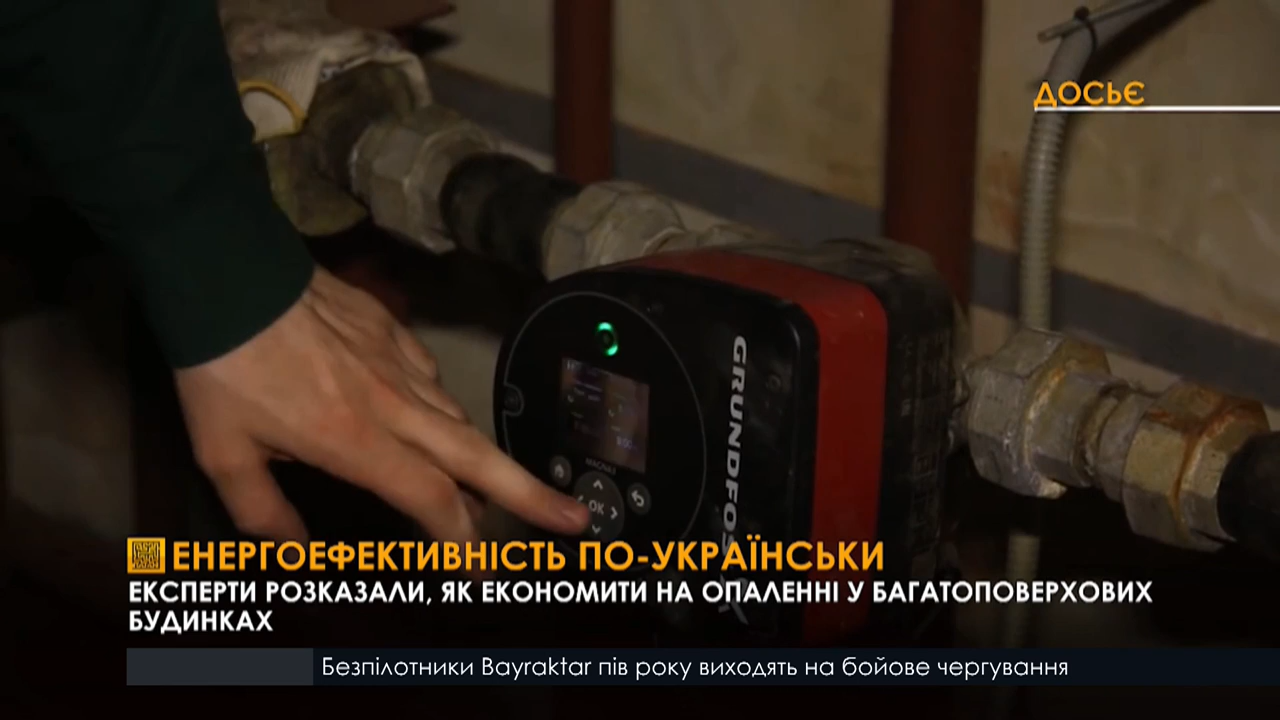 ДОСЬЄ
GRUNDFOS
MAGNA3
OK
ЕНЕРГОЕФЕКТИВНІСТЬ ПО-УКРАЇНСЬКИ
ЕКСПЕРТИ РОЗКАЗАЛИ, ЯК ЕКОНОМИТИ НА ОПАЛЕННІ У БАГАТОПОВЕРХОВИХ
БУДИНКАХ
Безпілотники Bayraktar пів року виходять на бойове чергування